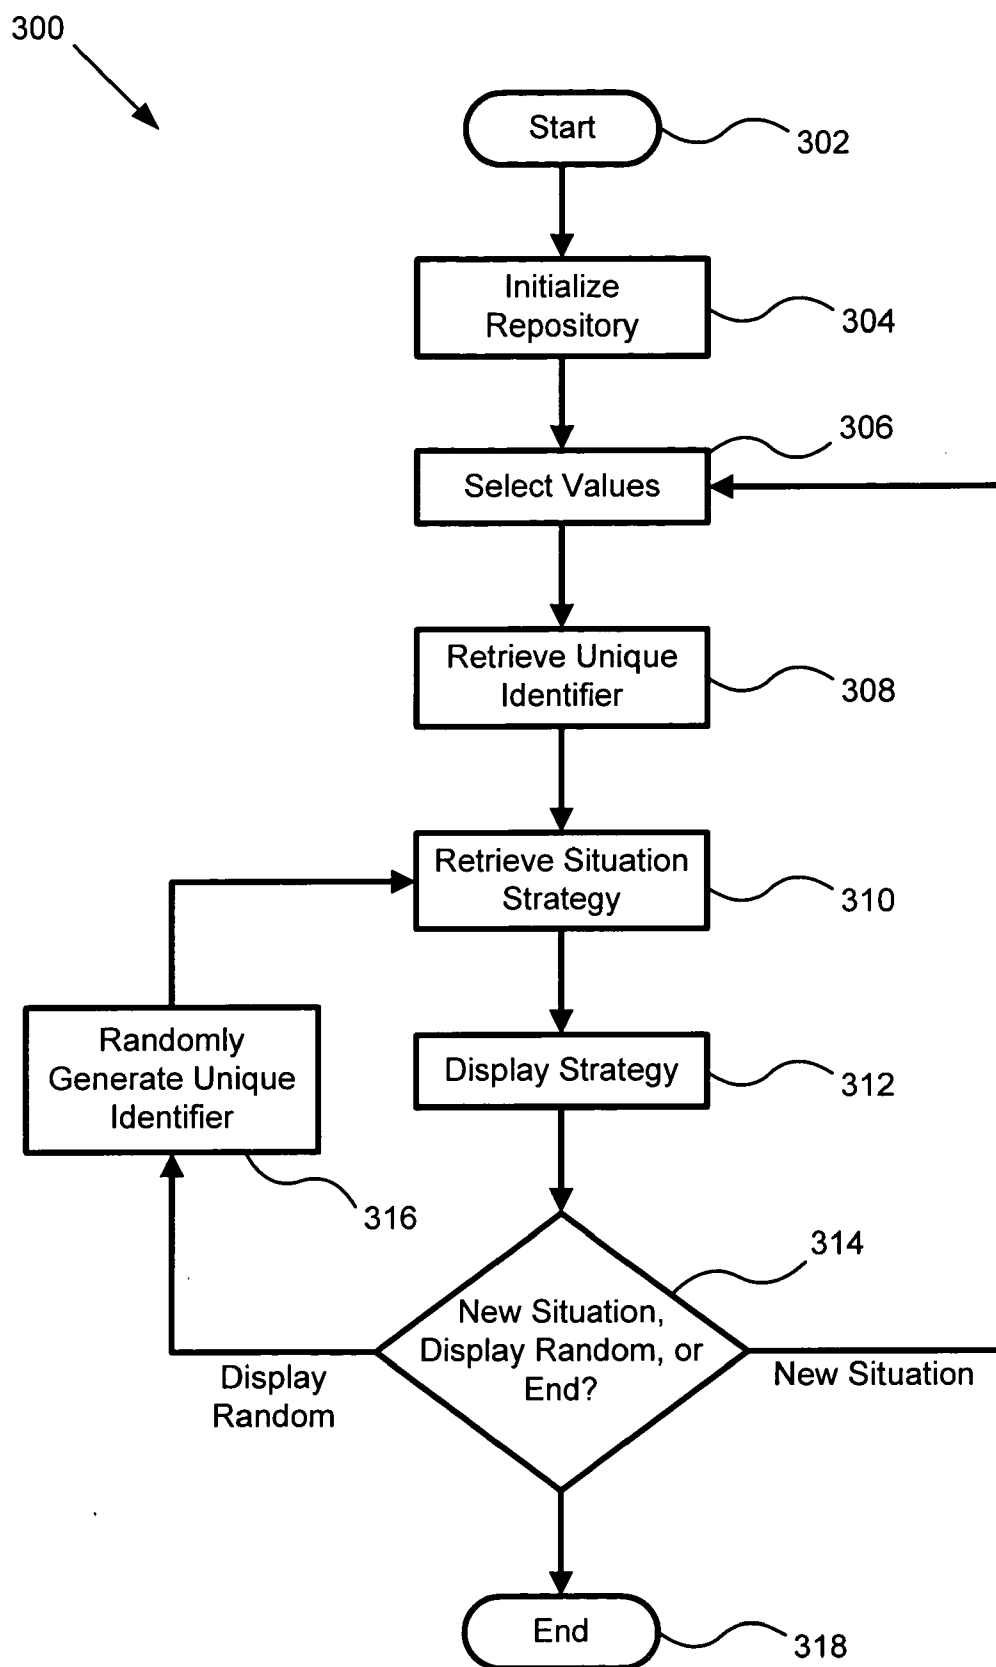 300
Start
302
Initialize
Repository
304
306
Select Values
Retrieve Unique
Identifier
308
Retrieve Situation
Strategy
310
Randomly
Generate Unique
Identifier
316
Display Strategy
312
314
New Situation,
Display Random, or
End?
Display
Random
New Situation
End
318